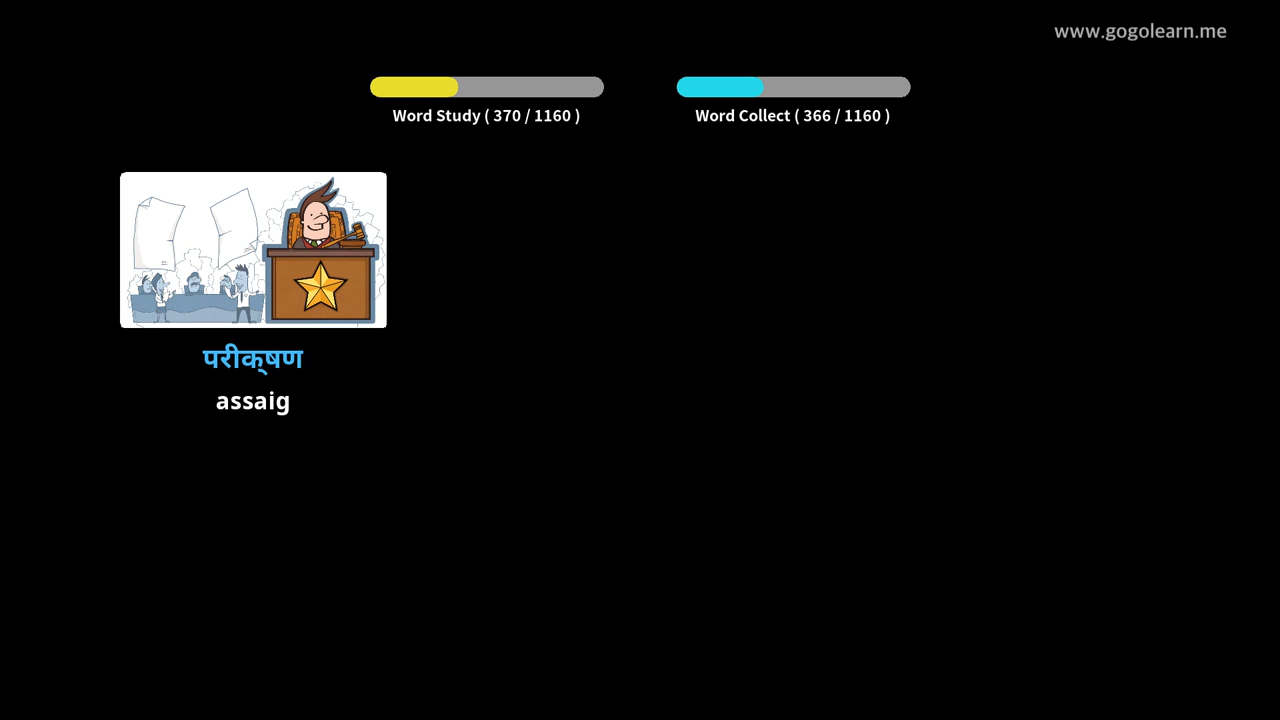 www.gogolearn.me
Word Study ( 370 / 1160 )
Word Collect ( 366 / 1160 )
परीक्षण
assaig